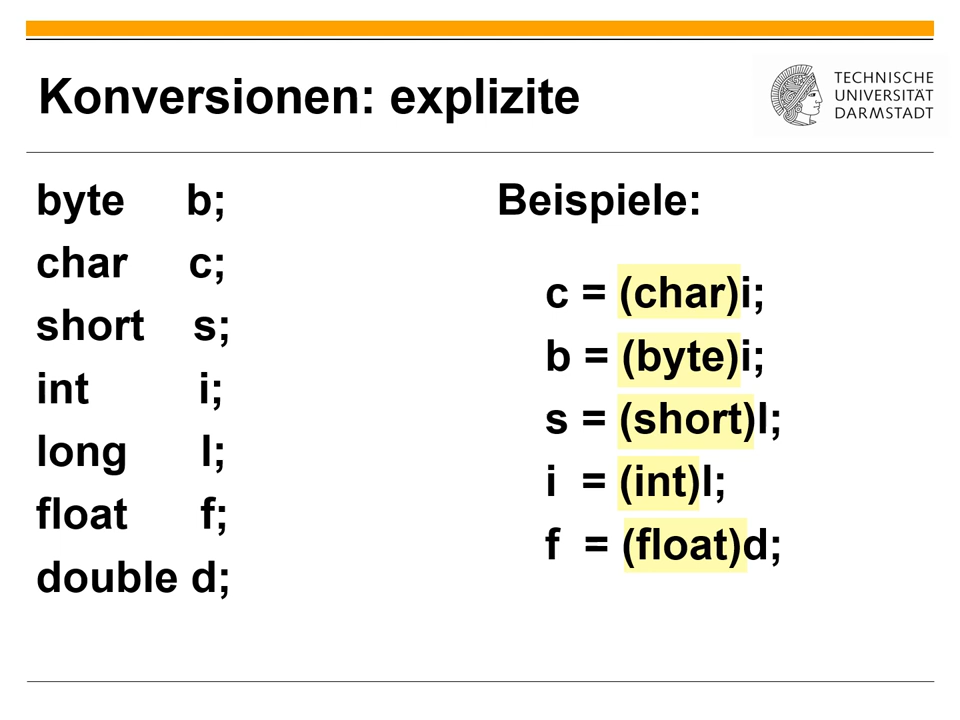 Konversionen: explizite
TECHNISCHE
UNIVERSITÄT
DARMSTADT
byte b;
char c;
short s;
int i;
long l;
float f;
double d;
Beispiele:
c = (char)i;
b = (byte)i;
s = (short)l;
i = (int)l;
f = (float)d;